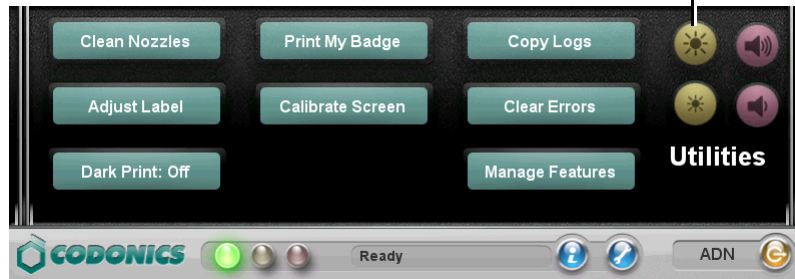 Clean Nozzles Print My Badge Copy Logs
Adjust Label Calibrate Screen Clear Errors
Dark Print: Off Manage Features Utilities
CODONICS Ready i ADN